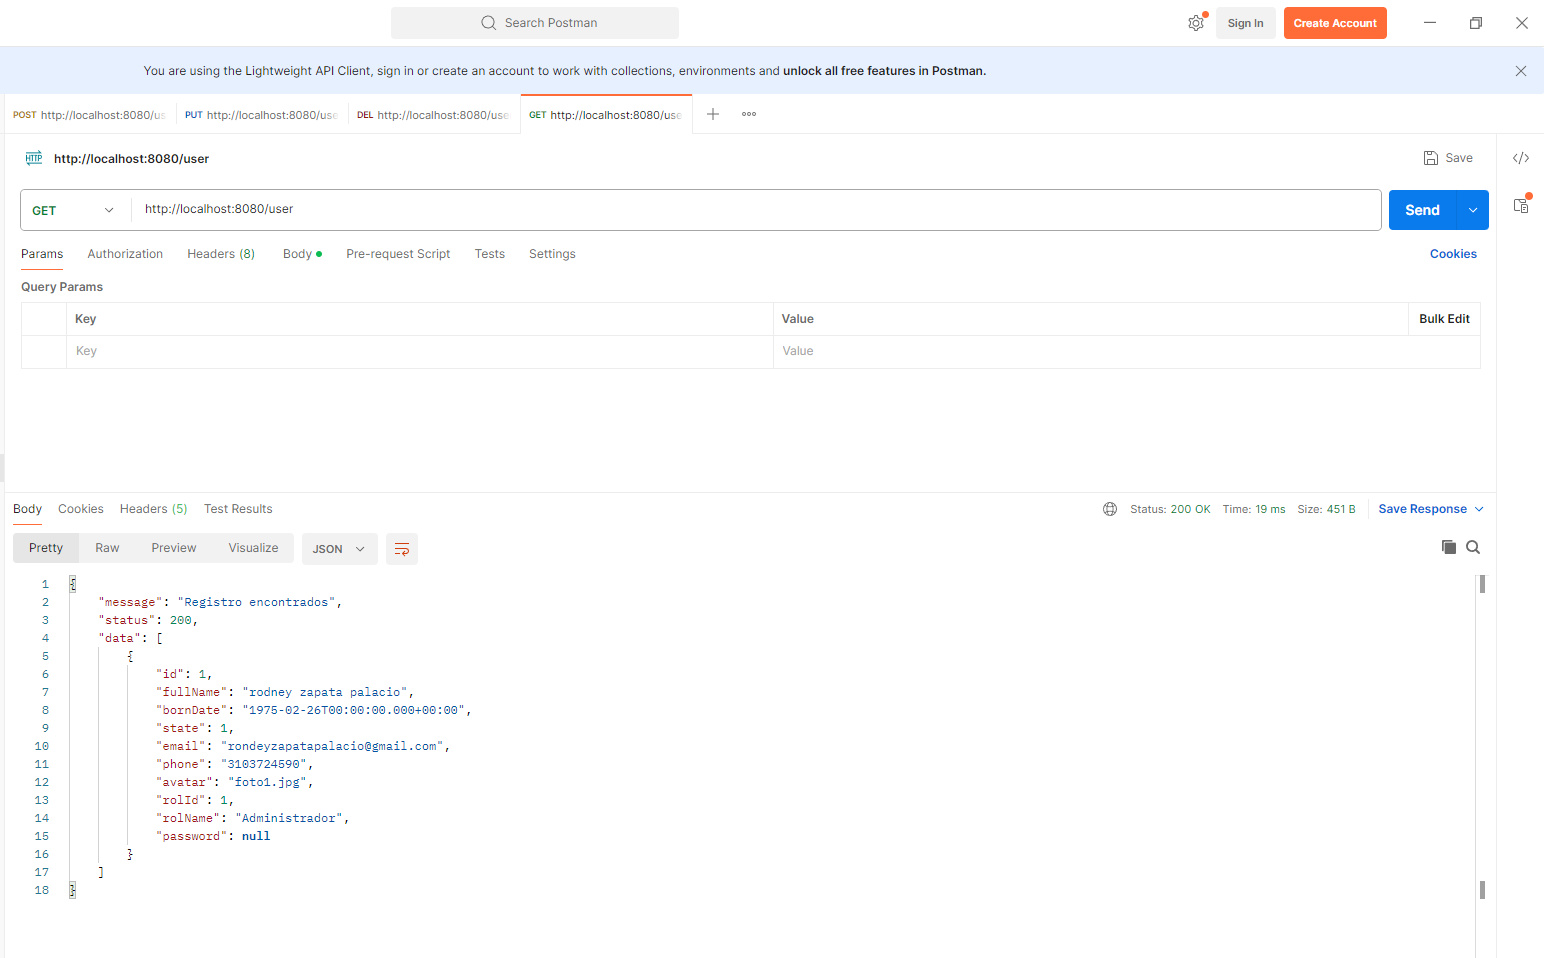 Search Postman
Sign In
Create Account
You are using the Lightweight API Client, sign in or create an account to work with collections, environments and unlock all free features in Postman.
POST http://localhost:8080/us
PUT http://localhost:8080/use
DEL http://localhost:8080/use
GET http://localhost:8080/use
HTTP http://localhost:8080/user
Save
GET http://localhost:8080/user
Send
Params Authorization Headers (8) Body Pre-request Script Tests Settings Cookies
Query Params
Key Value Bulk Edit
Key Value
Body Cookies Headers (5) Test Results Status: 200 OK Time: 19 ms Size: 451 B Save Response
Pretty Raw Preview Visualize JSON
1 {
2 "message": "Registro encontrados",
3 "status": 200,
4 "data": [
5 {
6 "id": 1,
7 "fullName": "rodney zapata palacio",
8 "bornDate": "1975-02-26T00:00:00.000+00:00",
9 "state": 1,
10 "email": "rondeyzapatapalacio@gmail.com",
11 "phone": "3103724590",
12 "avatar": "foto1.jpg",
13 "rolId": 1,
14 "rolName": "Administrador",
15 "password": null
16 }
17 ]
18 }